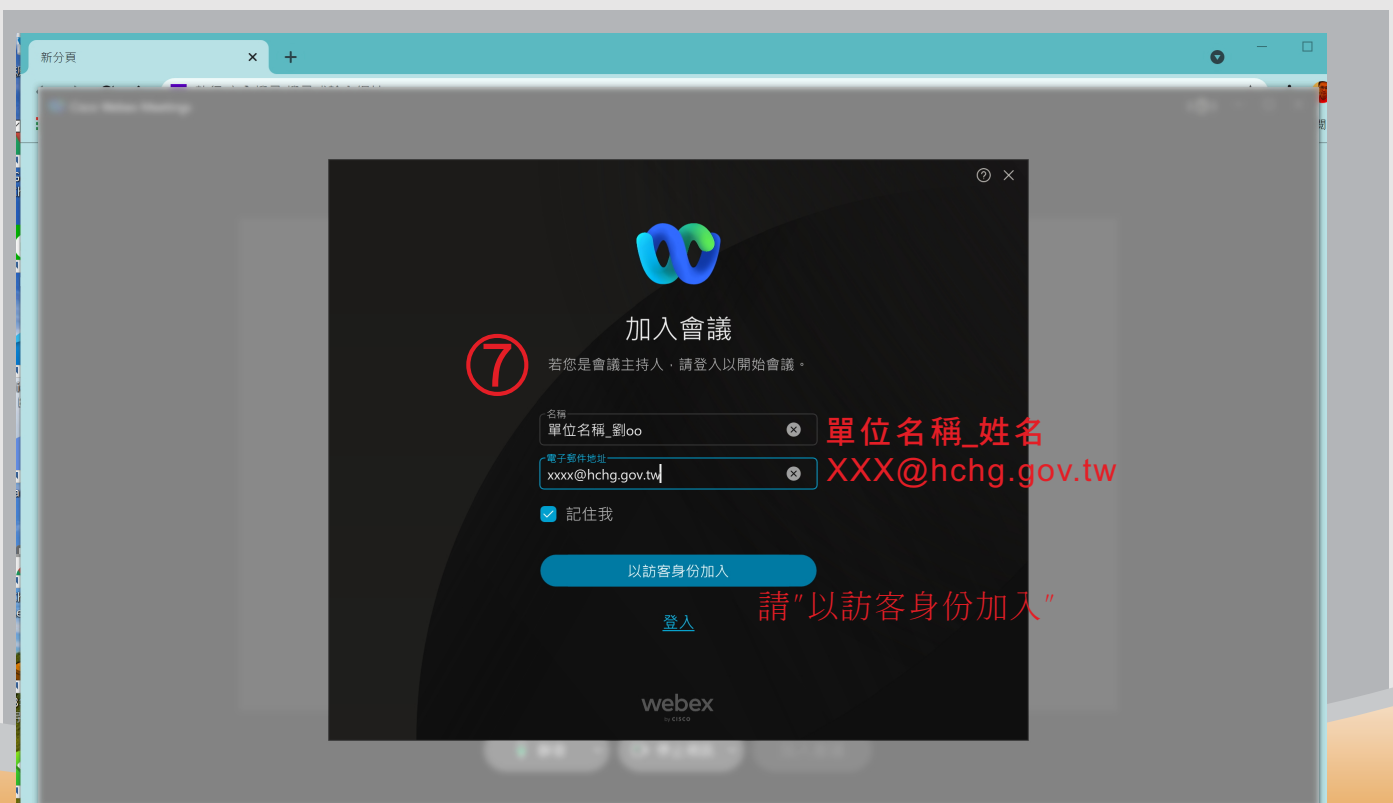 新分頁
Cisco Webex Meetings
加入會議
⑦
若您是會議主持人，請登入以開始會議。
名稱
單位名稱_劉oo
單位名稱_姓名
電子郵件地址
xxxx@hchg.gov.tw
XXX@hchg.gov.tw
記住我
以訪客身份加入
請"以訪客身份加入"
登入
webex
by CISCO